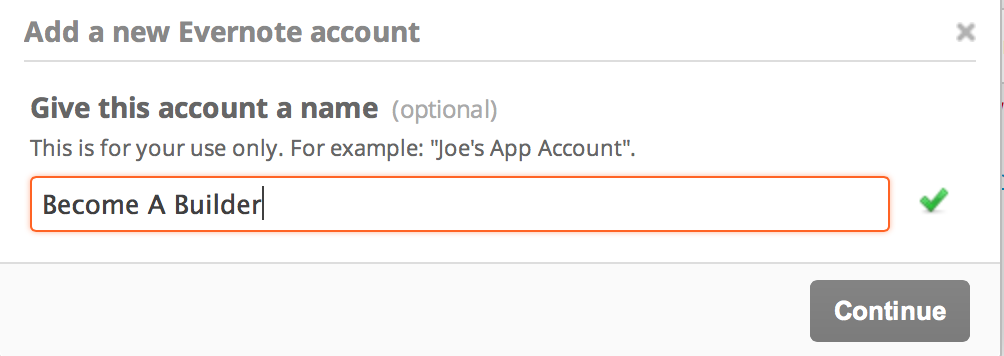 Add a new Evernote account
Give this account a name (optional)
This is for your use only. For example: "Joe's App Account".
Become A Builder
Continue